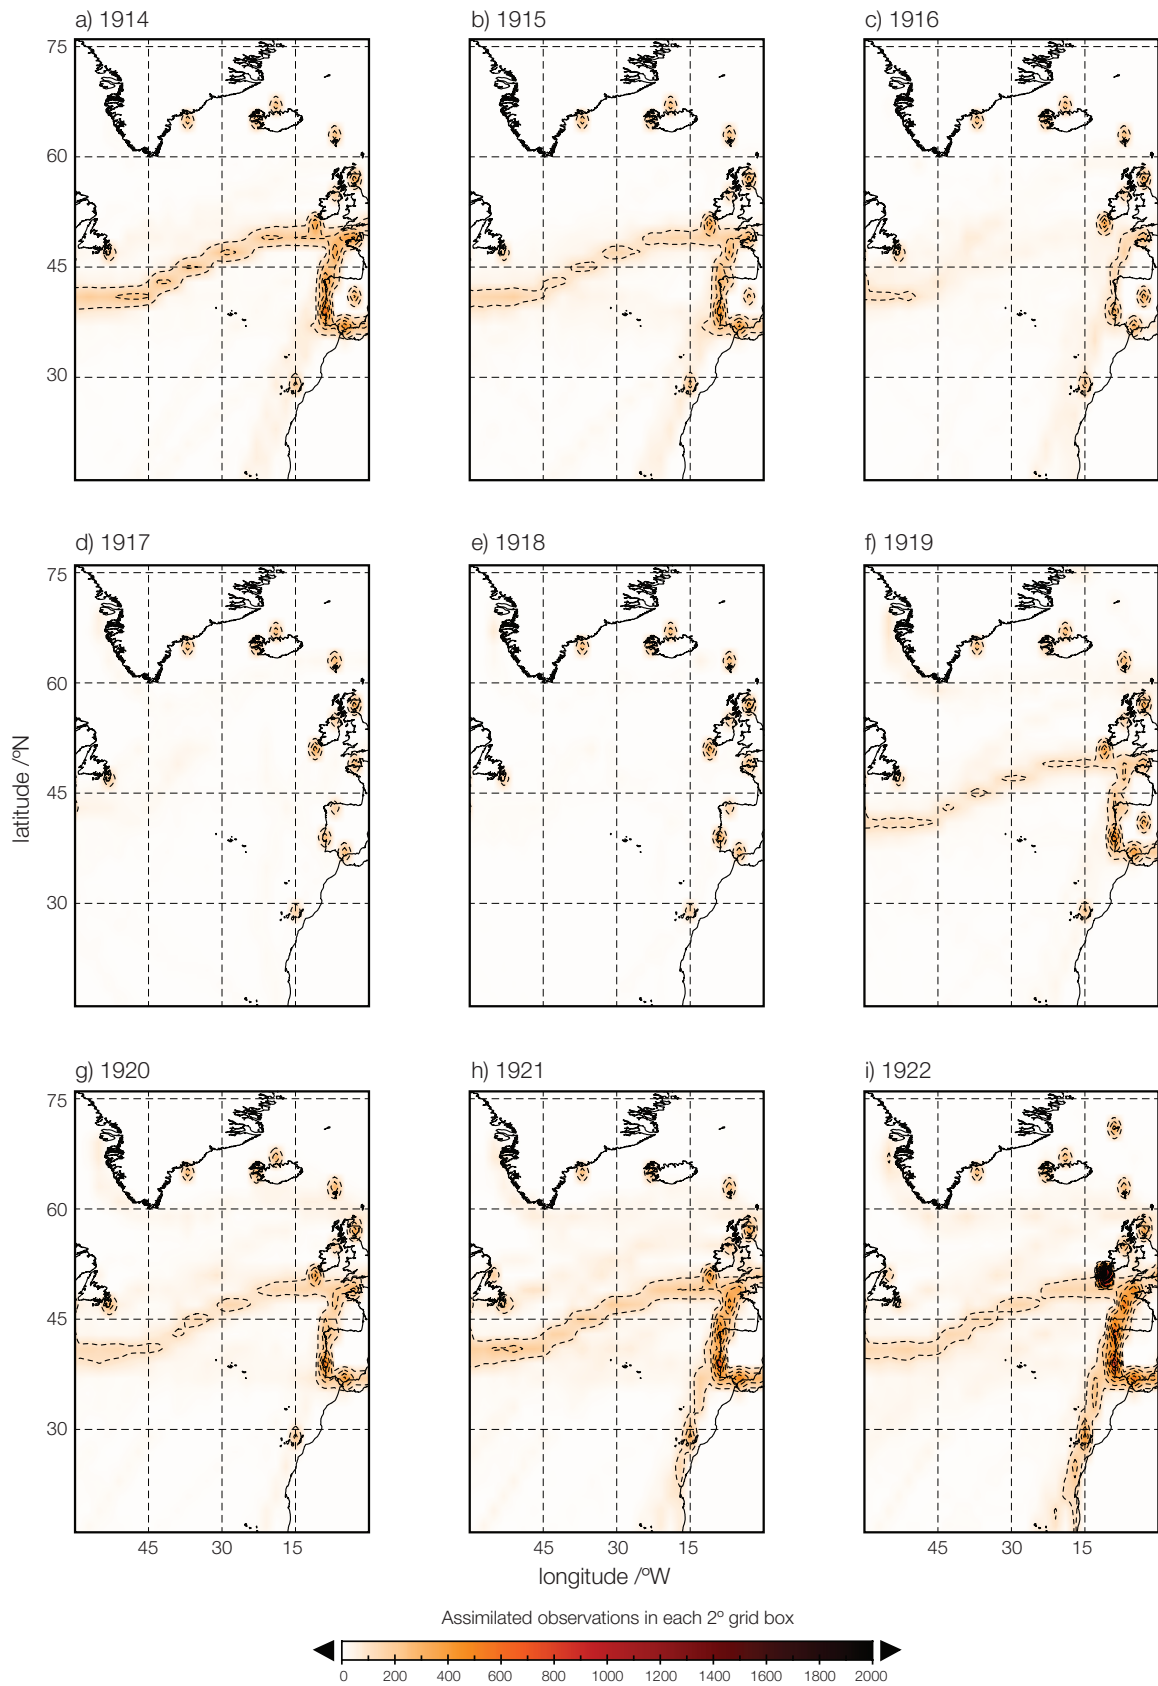 a) 1914
b) 1915
c) 1916
75
60
45
30
d) 1917
e) 1918
f) 1919
75
60
45
30
latitude /ºN
g) 1920
h) 1921
i) 1922
75
60
45
30
45 30 15
45 15
45 30 15
longitude /ºW
Assimilated observations in each 2º grid box
0 200 400 600 800 1000 1200 1400 1600 1800 2000